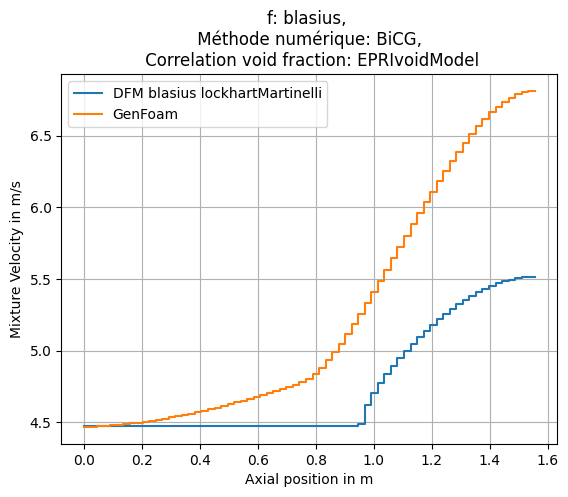 f: blasius,
Méthode numérique: BiCG,
Correlation void fraction: EPRIvoidModel
DFM blasius lockhartMartinelli
GenFoam
Mixture Velocity in m/s
6.5
6.0
5.5
5.0
4.5
0.0 0.2 0.4 0.6 0.8 1.0 1.2 1.4 1.6
Axial position in m